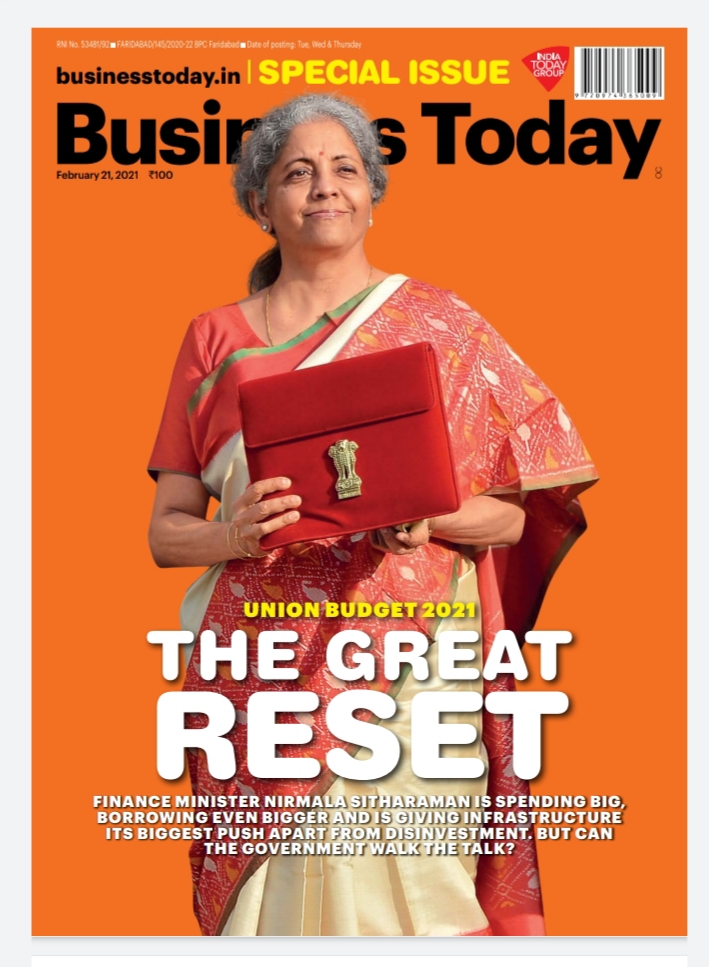 RNI No. 53481/92 ■ FARIDABAD/145/2020-22 BPC Faridabad ■ Date of posting: Tue, Wed & Thursday
businesstoday.in | SPECIAL ISSUE
INDIA
TODAY
GROUP
Business Today
February 21, 2021 ₹100
UNION BUDGET 2021
THE GREAT
RESET
FINANCE MINISTER NIRMALA SITHARAMAN IS SPENDING BIG,
BORROWING EVEN BIGGER AND IS GIVING INFRASTRUCTURE
ITS BIGGEST PUSH APART FROM DISINVESTMENT. BUT CAN
THE GOVERNMENT WALK THE TALK?